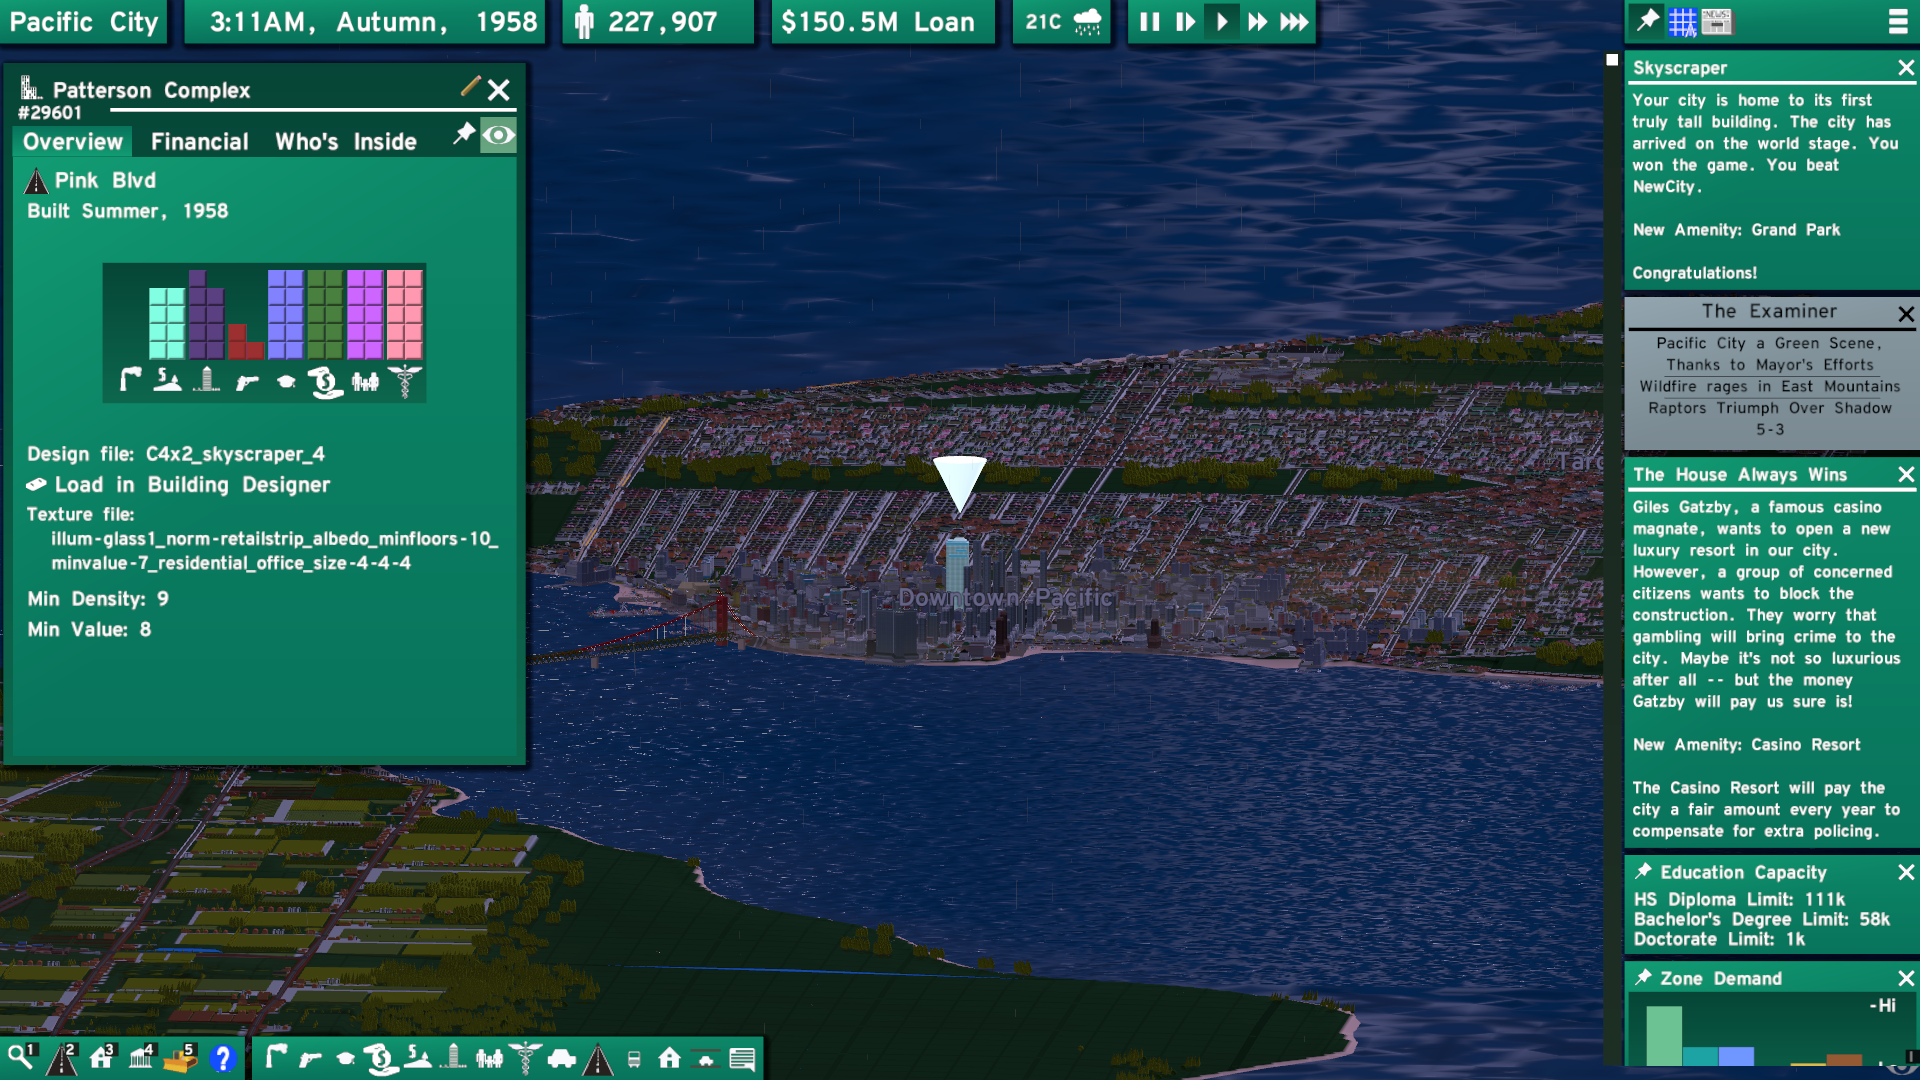 Pacific City
3:11AM, Autumn, 1958
227,907
$150.5M Loan
21C
Patterson Complex
#29601
Overview
Financial
Who's Inside
Pink Blvd
Built Summer, 1958
Design file: C4x2_skyscraper_4
Load in Building Designer
Texture file:
illum-glass1_norm-retailstrip_albedo_minfloors-10_
minvalue-7_residential_office_size-4-4-4
Min Density: 9
Min Value: 8
Downtown Pacific
NEWS
Skyscraper
Your city is home to its first
truly tall building. The city has
arrived on the world stage. You
won the game. You beat
NewCity.
New Amenity: Grand Park
Congratulations!
The Examiner
Pacific City a Green Scene,
Thanks to Mayor's Efforts
Wildfire rages in East Mountains
Raptors Triumph Over Shadow
5-3
The House Always Wins
Giles Gatzby, a famous casino
magnate, wants to open a new
luxury resort in our city.
However, a group of concerned
citizens wants to block the
construction. They worry that
gambling will bring crime to the
city. Maybe it's not so luxurious
after all -- but the money
Gatzby will pay us sure is!
New Amenity: Casino Resort
The Casino Resort will pay the
city a fair amount every year to
compensate for extra policing.
Education Capacity
HS Diploma Limit: 111k
Bachelor's Degree Limit: 58k
Doctorate Limit: 1k
Zone Demand
-Hi
1
2
3
4
5
?